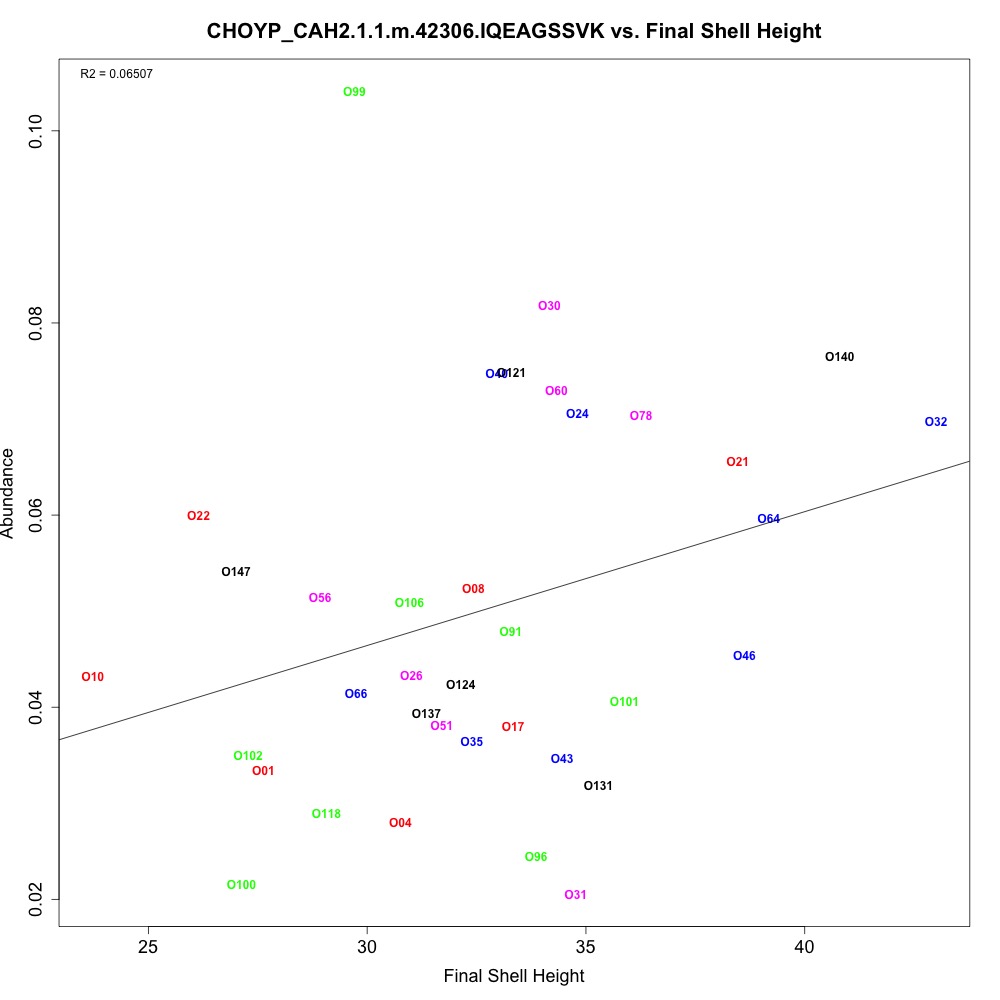 CHOYP_CAH2.1.1.m.42306.IQEAGSSVK vs. Final Shell Height
R2 = 0.06507
O99
0.10
O30
0.08
O140
O40
O121
O60
O24
O78
O32
O21
Abundance
0.06
O22
O64
O147
O08
O56
O106
O91
O46
O10
O26
O124
O66
O101
0.04
O137
O51
O17
O35
O102
O43
O01
O131
O118
O04
O96
O100
O31
0.02
25 30 35 40
Final Shell Height